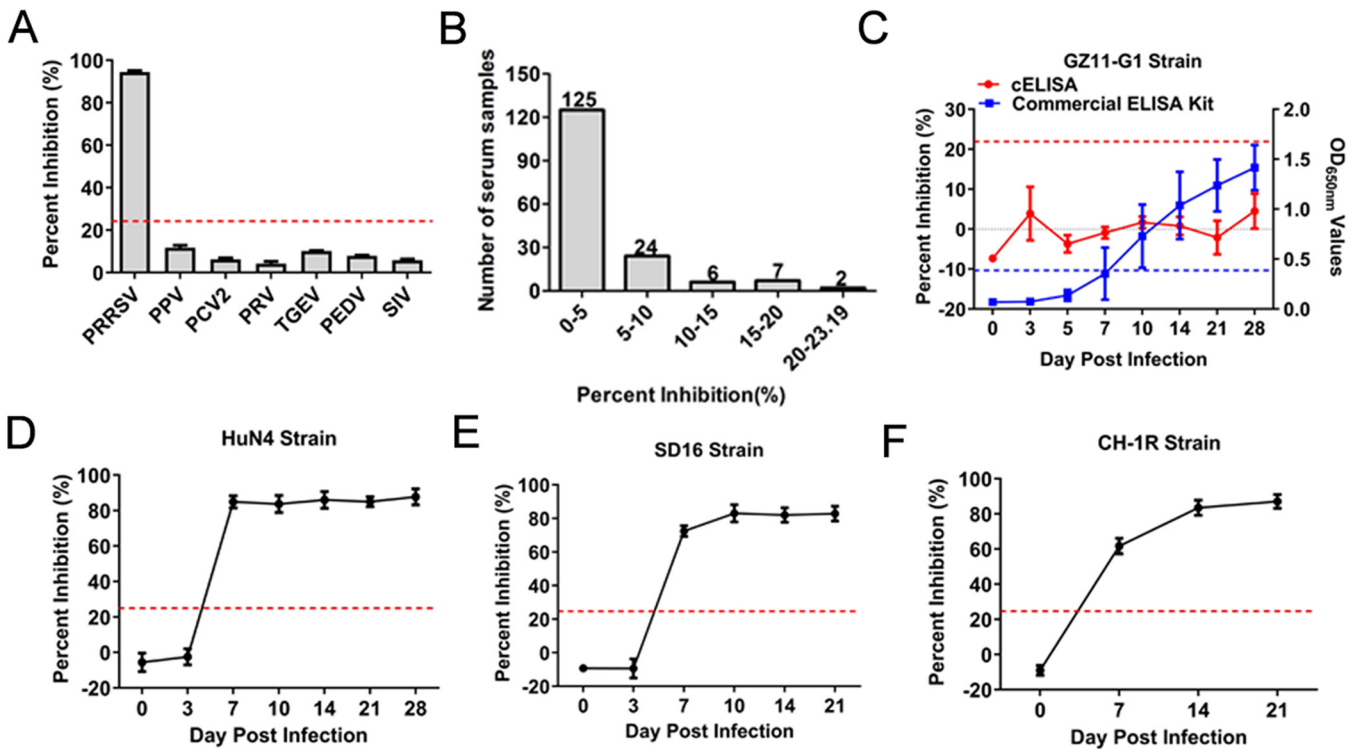 A
Percent Inhibition (%)
100
80
60
40
20
0
PRRSV
PPV
PCV2
PRV
TGEV
PEDV
SIV
B
Number of serum samples
150
120
90
60
30
0
125
24
6
7
2
0-5
5-10
10-15
15-20
20-23.19
Percent Inhibition(%)
C
GZ11-G1 Strain
cELISA
Commercial ELISA Kit
Percent Inhibition (%)
30
20
10
0
-10
-20
2.0
1.5
1.0
0.5
0.0
OD650nm Values
0 3 5 7 10 14 21 28
Day Post Infection
D
HuN4 Strain
Percent Inhibition (%)
100
80
60
40
20
0
-20
0 3 7 10 14 21 28
Day Post Infection
E
SD16 Strain
Percent Inhibition (%)
100
80
60
40
20
0
-20
0 3 7 10 14 21
Day Post Infection
F
CH-1R Strain
Percent Inhibition (%)
100
80
60
40
20
0
-20
0 7 14 21
Day Post Infection